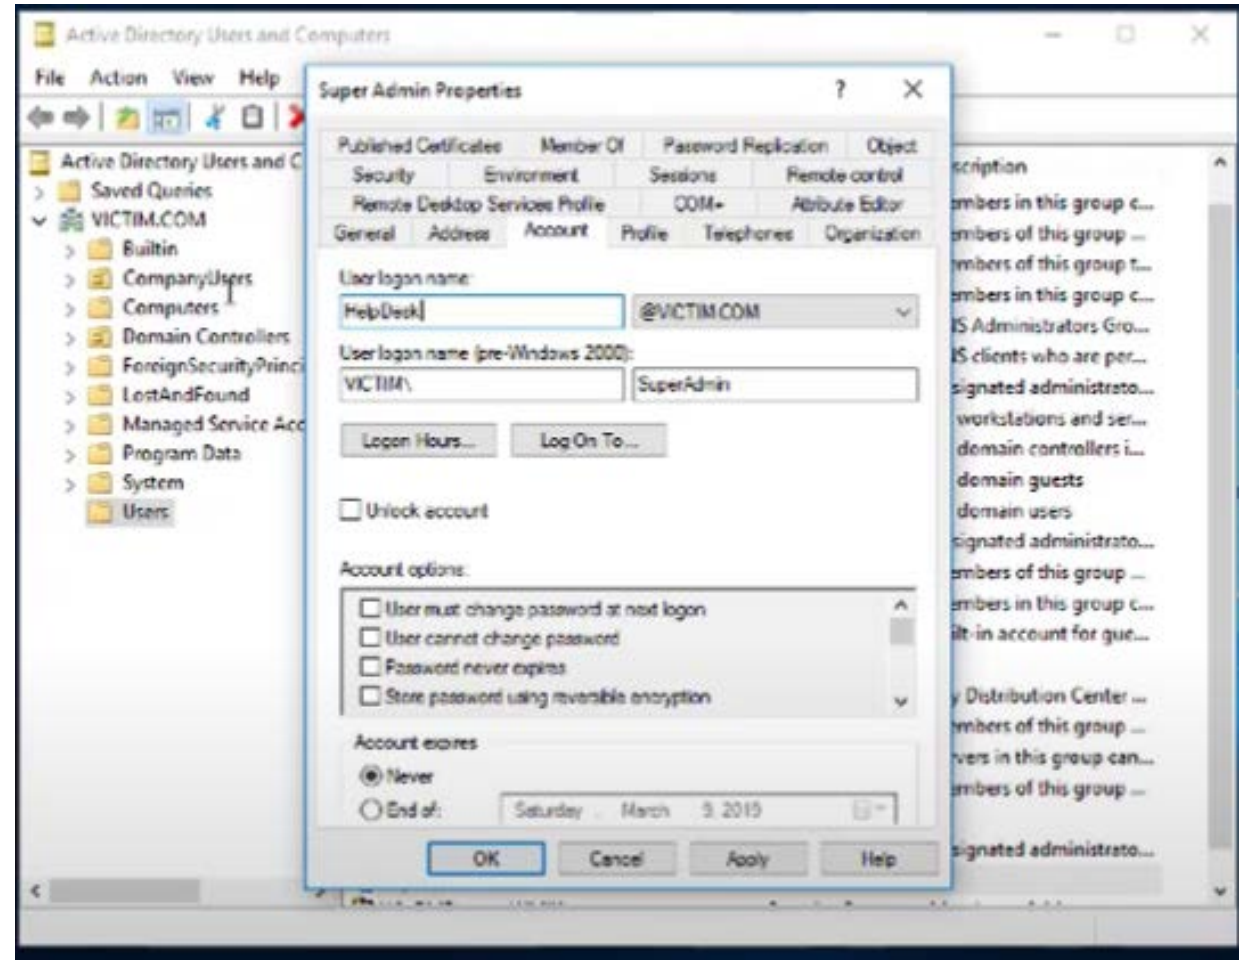 Active Directory Users and Computers
File Action View Help
Super Admin Properties
?
Published Certificates Member Of Password Replication Object
Security Environment Sessions Remote control
Remote Desktop Services Profile COM+ Attribute Editor
General Address Account Profile Telephones Organization
User logon name:
HelpDesk @VICTIM.COM
User logon name (pre-Windows 2000):
VICTIM\ SuperAdmin
Logon Hours... Log On To...
Unlock account
Account options:
User must change password at next logon
User cannot change password
Password never expires
Store password using reversible encryption
Account expires
Never
End of: Saturday , March 9, 2019
OK Cancel Apply Help
Active Directory Users and C
Saved Queries
VICTIM.COM
Builtin
CompanyUsers
Computers
Domain Controllers
ForeignSecurityPrinci
LostAndFound
Managed Service Acc
Program Data
System
Users
scription
embers in this group c...
embers of this group ...
embers of this group t...
embers in this group c...
NS Administrators Gro...
NS clients who are per...
signated administrato...
workstations and ser...
domain controllers i...
domain guests
domain users
signated administrato...
embers of this group ...
embers in this group c...
ilt-in account for gue...
y Distribution Center ...
embers of this group ...
rvers in this group can...
embers of this group ...
signated administrato...